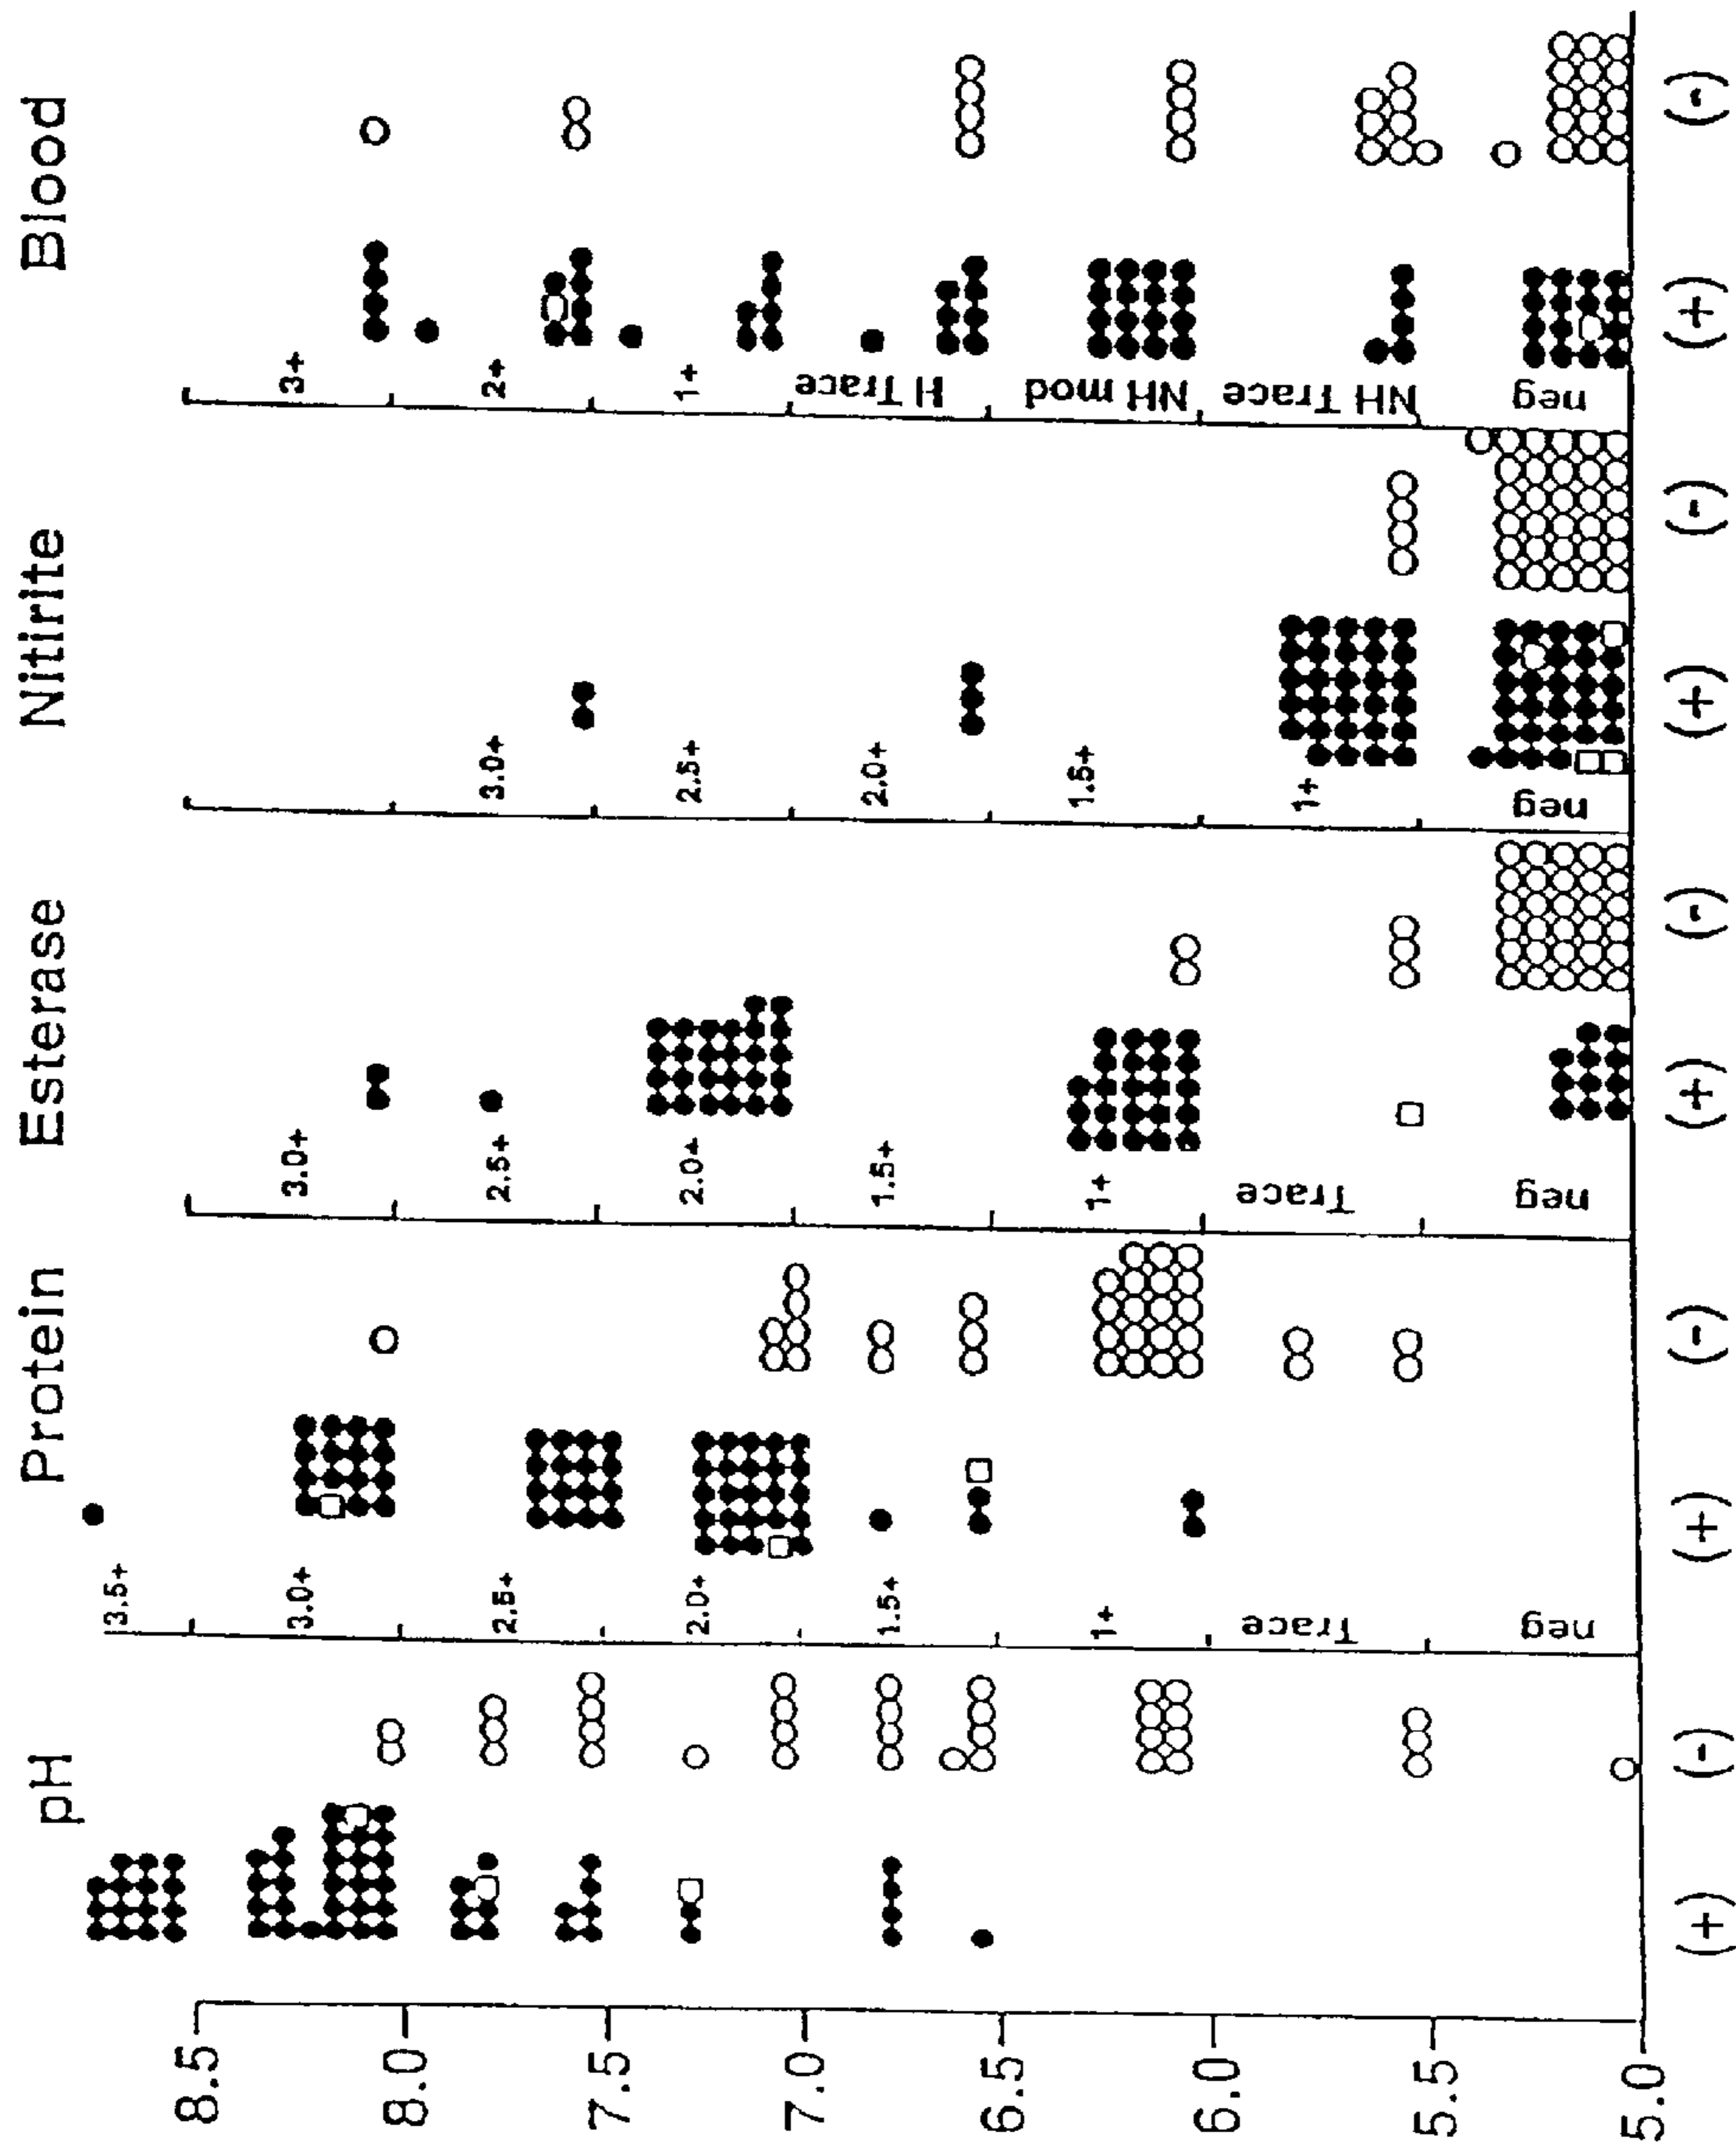 pH
Protein
Esterase
Nitirite
Blood
8.5
8.0
7.5
7.0
6.5
6.0
5.5
5.0
3.5+
3.0+
2.5+
2.0+
1.5+
1+
Trace
neg
3.0+
2.5+
2.0+
1.5+
1+
Trace
neg
3.0+
2.5+
2.0+
1.5+
1+
neg
3+
2+
1+
H Trace
NH mod
NH Trace
neg
(+) (-) (+) (-) (+) (-) (+) (-) (+) (-)